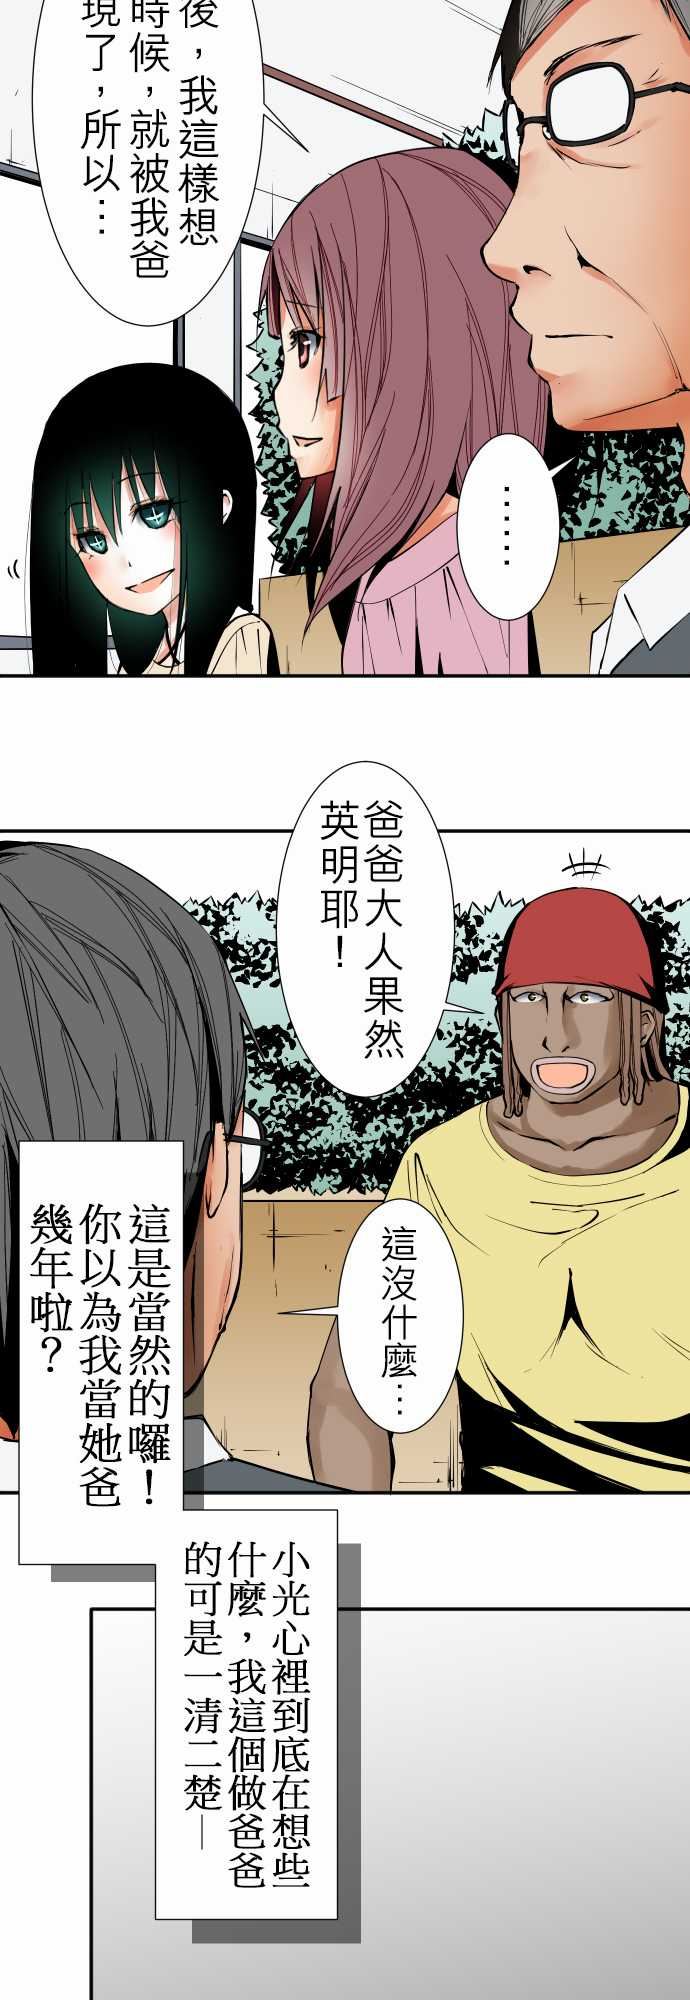 後，我這樣想
時候，就被我爸
現了，所以⋯
⋯⋯
爸爸大人果然
英明耶！
這沒什麼⋯
這是當然的囉！
你以為我當她爸
幾年啦？
小光心裡到底在想些
什麼，我這個做爸爸
的可是一清二楚—